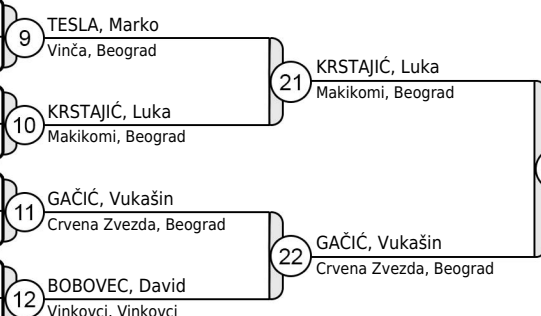 9
TESLA, Marko
Vinča, Beograd
10
KRSTAJIĆ, Luka
Makikomi, Beograd
21
KRSTAJIĆ, Luka
Makikomi, Beograd
11
GAČIĆ, Vukašin
Crvena Zvezda, Beograd
12
BOBOVEC, David
Vinkovci, Vinkovci
22
GAČIĆ, Vukašin
Crvena Zvezda, Beograd